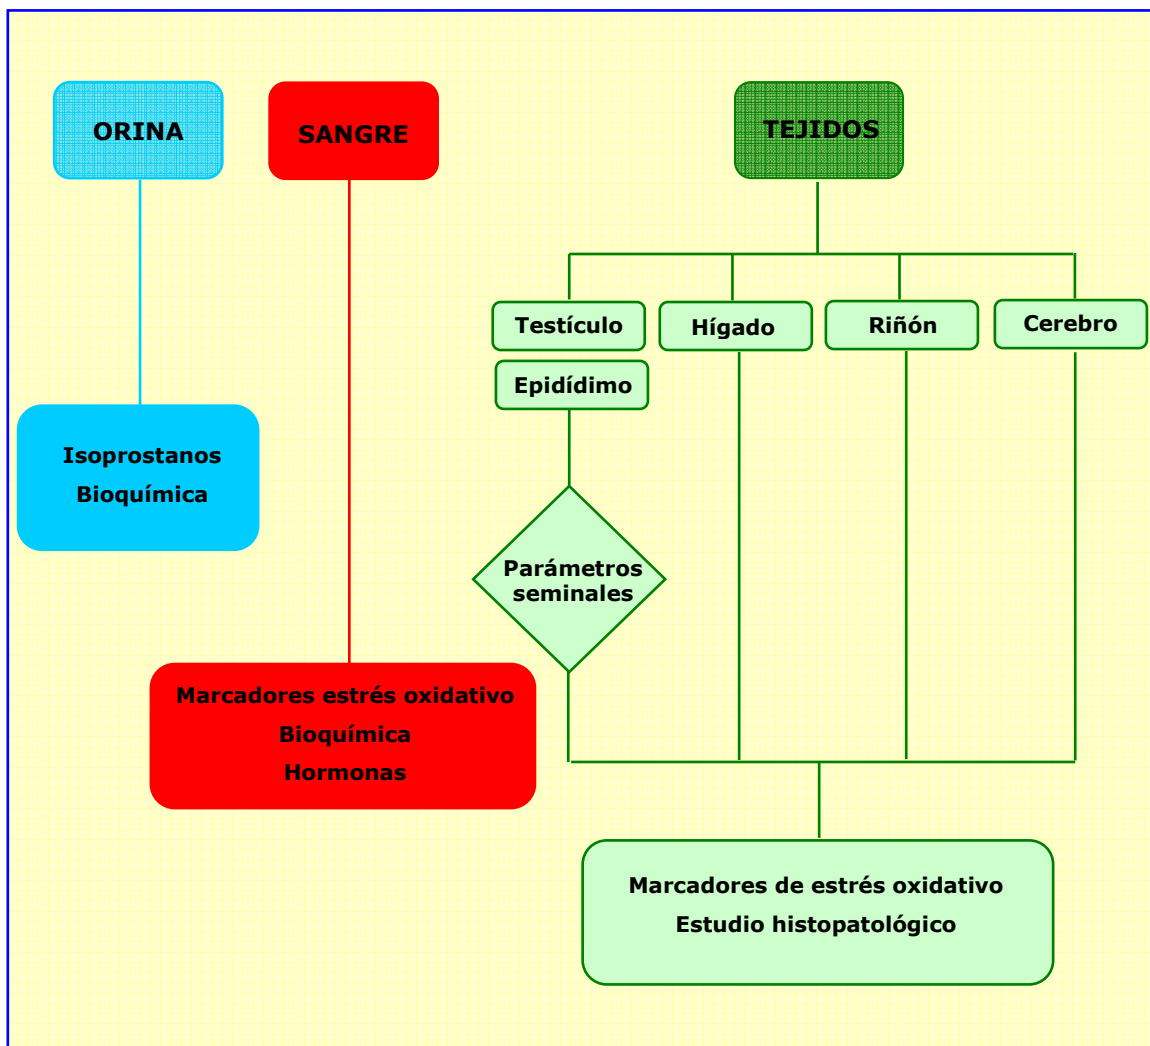 ORINA
SANGRE
TEJIDOS
Testículo
Hígado
Riñón
Cerebro
Epidídimo
Isoprostanos
Bioquímica
Parámetros
seminales
Marcadores estrés oxidativo
Bioquímica
Hormonas
Marcadores de estrés oxidativo
Estudio histopatológico